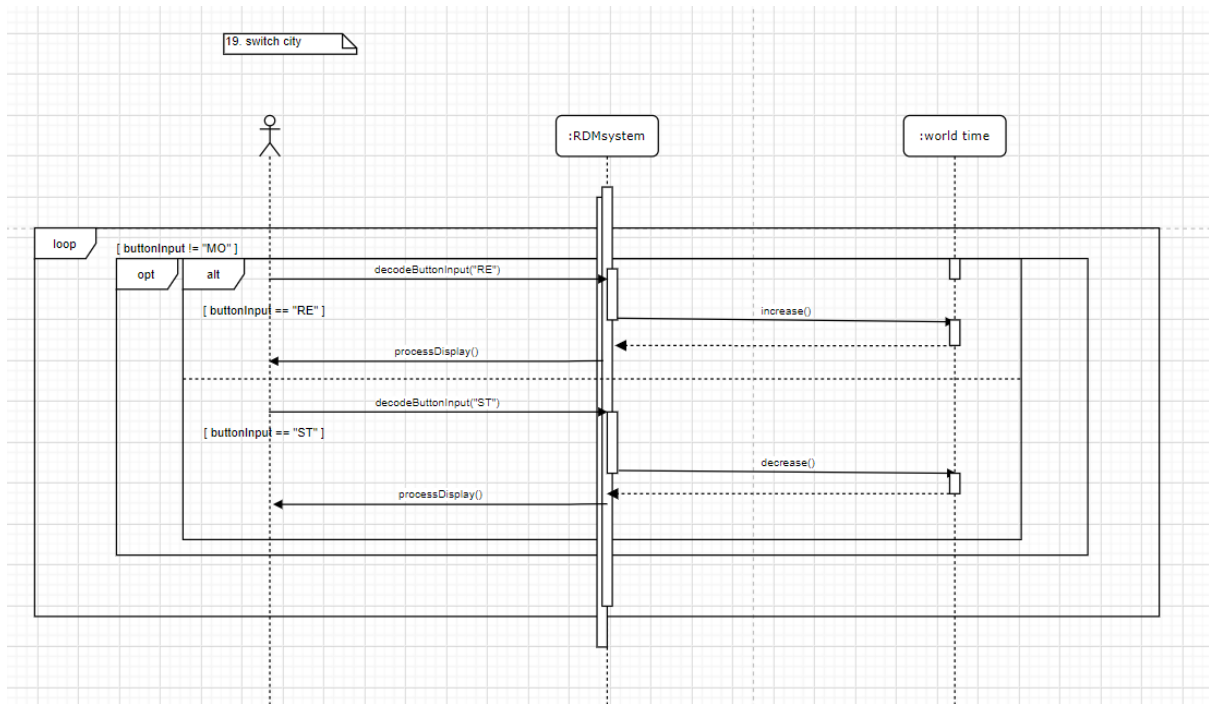 19. switch city
:RDMsystem
:world time
loop
[ buttonInput != "MO" ]
opt
alt
decodeButtonInput("RE")
[ buttonInput == "RE" ]
increase()
processDisplay()
decodeButtonInput("ST")
[ buttonInput == "ST" ]
decrease()
processDisplay()